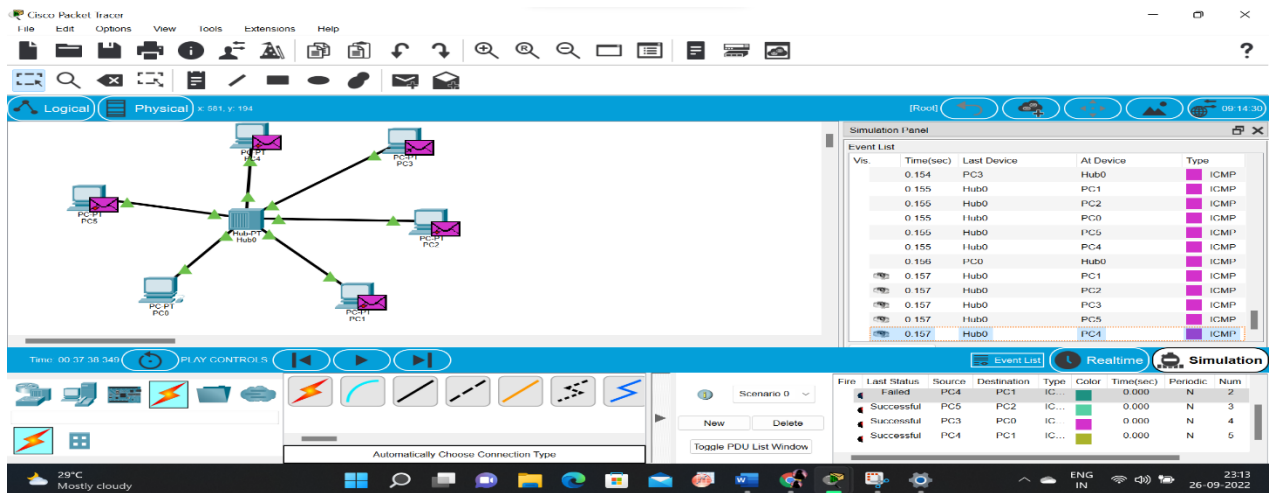 Cisco Packet Tracer
File Edit Options View Tools Extensions Help
?
Logical Physical x: 581, y: 194 [Root] 09:14:30
Simulation Panel
Event List
Vis. Time(sec) Last Device At Device Type
0.154 PC3 Hub0 ICMP
0.155 Hub0 PC1 ICMP
0.155 Hub0 PC2 ICMP
0.155 Hub0 PC0 ICMP
0.155 Hub0 PC5 ICMP
0.155 Hub0 PC4 ICMP
0.156 PC0 Hub0 ICMP
0.157 Hub0 PC1 ICMP
0.157 Hub0 PC2 ICMP
0.157 Hub0 PC3 ICMP
0.157 Hub0 PC5 ICMP
0.157 Hub0 PC4 ICMP
PC-PT
PC3
PC-PT
PC5
Hub-PT
Hub0
PC-PT
PC2
PC-PT
PC0
PC-PT
PC1
Time: 00:37:38.349 PLAY CONTROLS Event List Realtime Simulation
Scenario 0
New Delete
Toggle PDU List Window
Automatically Choose Connection Type
Fire Last Status Source Destination Type Color Time(sec) Periodic Num
Failed PC4 PC1 IC... 0.000 N 2
Successful PC5 PC2 IC... 0.000 N 3
Successful PC3 PC0 IC... 0.000 N 4
Successful PC4 PC1 IC... 0.000 N 5
29°C
Mostly cloudy
ENG
IN
23:13
26-09-2022